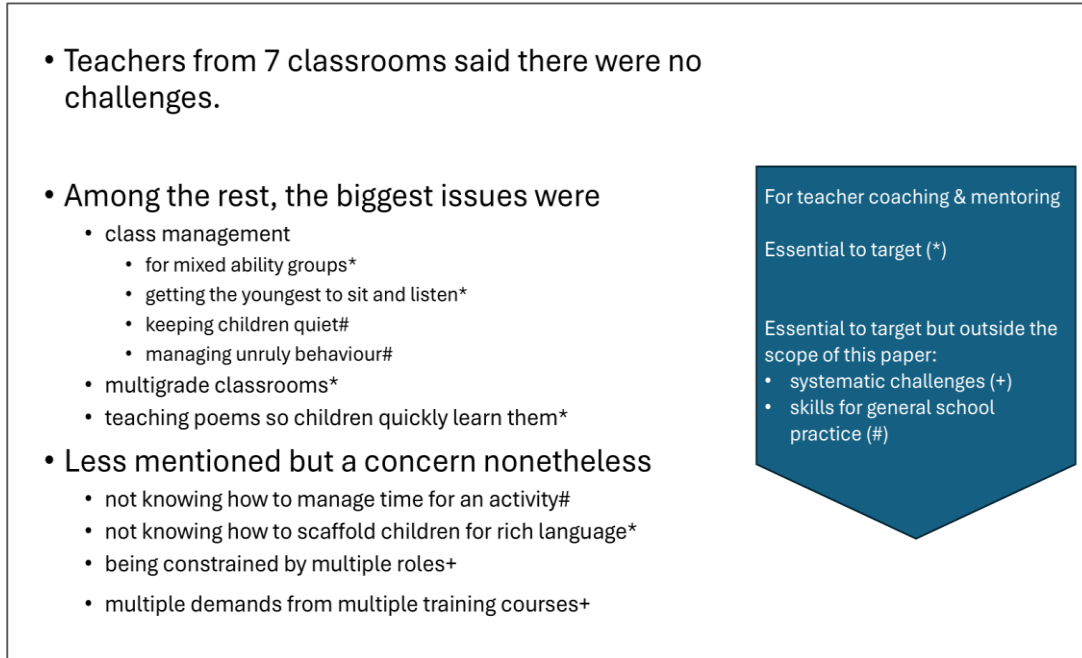 • Teachers from 7 classrooms said there were no
challenges.
• Among the rest, the biggest issues were
• class management
• for mixed ability groups*
• getting the youngest to sit and listen*
• keeping children quiet#
• managing unruly behaviour#
• multigrade classrooms*
• teaching poems so children quickly learn them*
• Less mentioned but a concern nonetheless
• not knowing how to manage time for an activity#
• not knowing how to scaffold children for rich language*
• being constrained by multiple roles+
• multiple demands from multiple training courses+
For teacher coaching & mentoring
Essential to target (*)
Essential to target but outside the
scope of this paper:
• systematic challenges (+)
• skills for general school
practice (#)